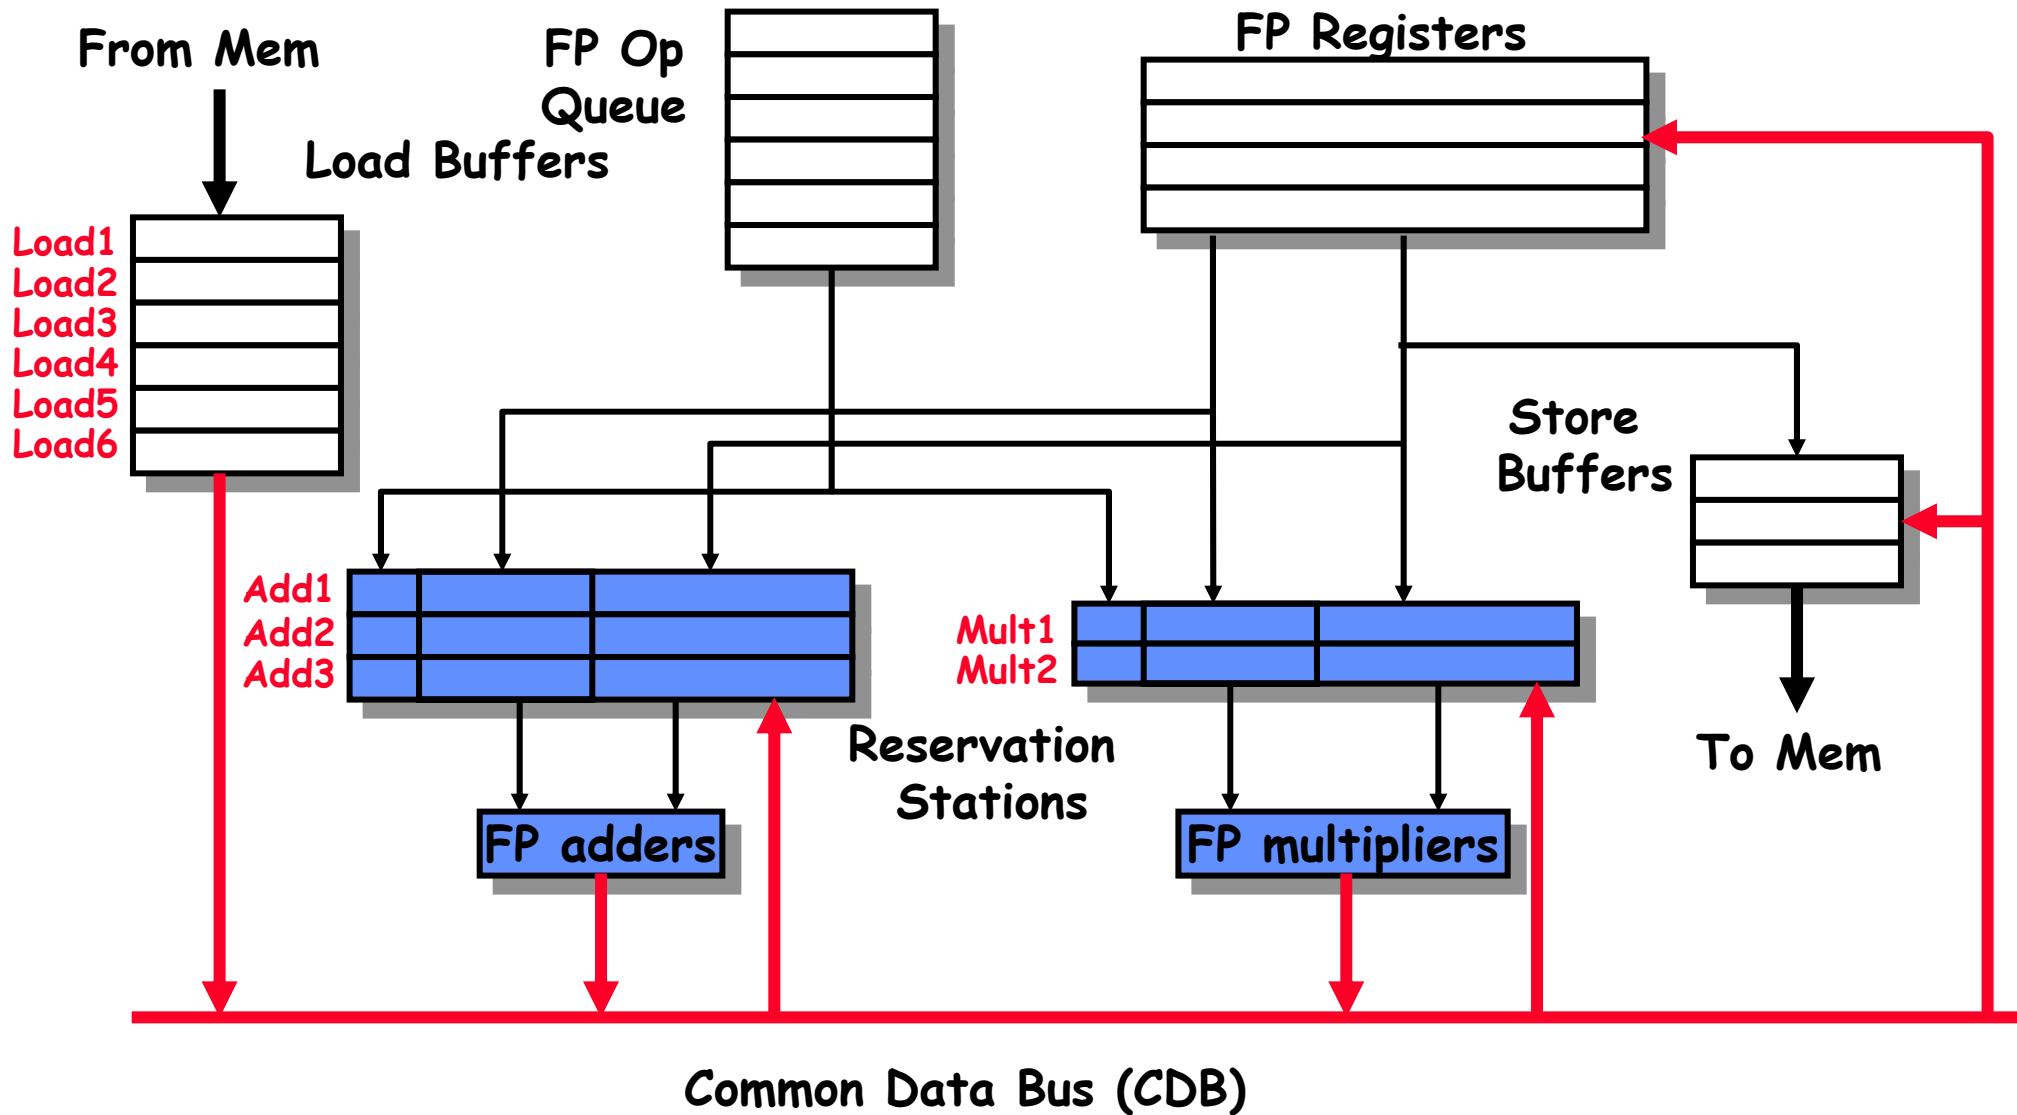 From Mem
FP Op
Queue
FP Registers
Load Buffers
Load1
Load2
Load3
Load4
Load5
Load6
Store
Buffers
Add1
Add2
Add3
Mult1
Mult2
Reservation
Stations
To Mem
FP adders
FP multipliers
Common Data Bus (CDB)